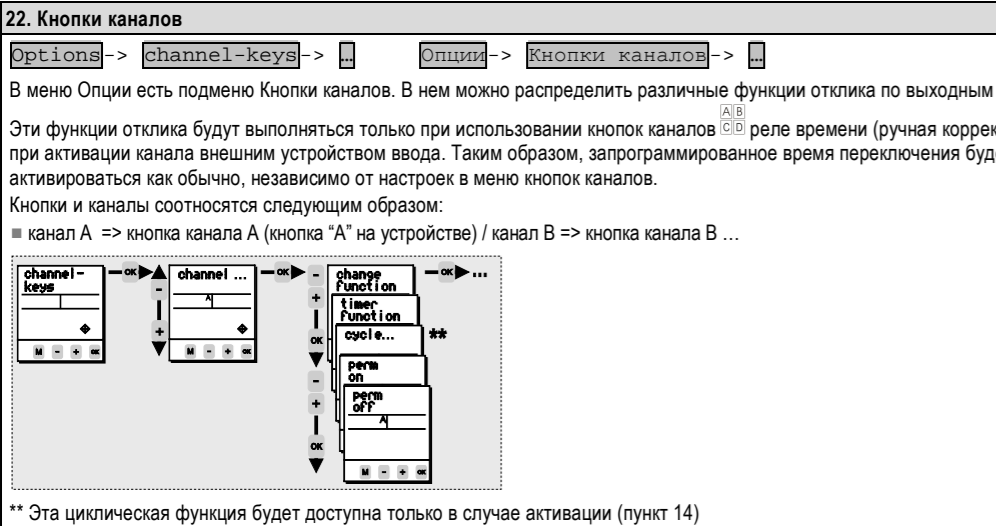 22. Кнопки каналов
Options-> channel-keys-> … Опции-> Кнопки каналов-> …
В меню Опции есть подменю Кнопки каналов. В нем можно распределить различные функции отклика по выходным
Эти функции отклика будут выполняться только при использовании кнопок каналов A B C D реле времени (ручная коррек
при активации канала внешним устройством ввода. Таким образом, запрограммированное время переключения буд
активироваться как обычно, независимо от настроек в меню кнопок каналов.
Кнопки и каналы соотносятся следующим образом:
■ канал A => кнопка канала A (кнопка “A” на устройстве) / канал B => кнопка канала B …
channel-
keys
M - + OK
OK
-
+
channel ...
A
M - + OK
OK
-
+
OK
-
+
OK
change
function
timer
function
cycle... **
perm
on
perm
off
A
M - + OK
OK ...
** Эта циклическая функция будет доступна только в случае активации (пункт 14)